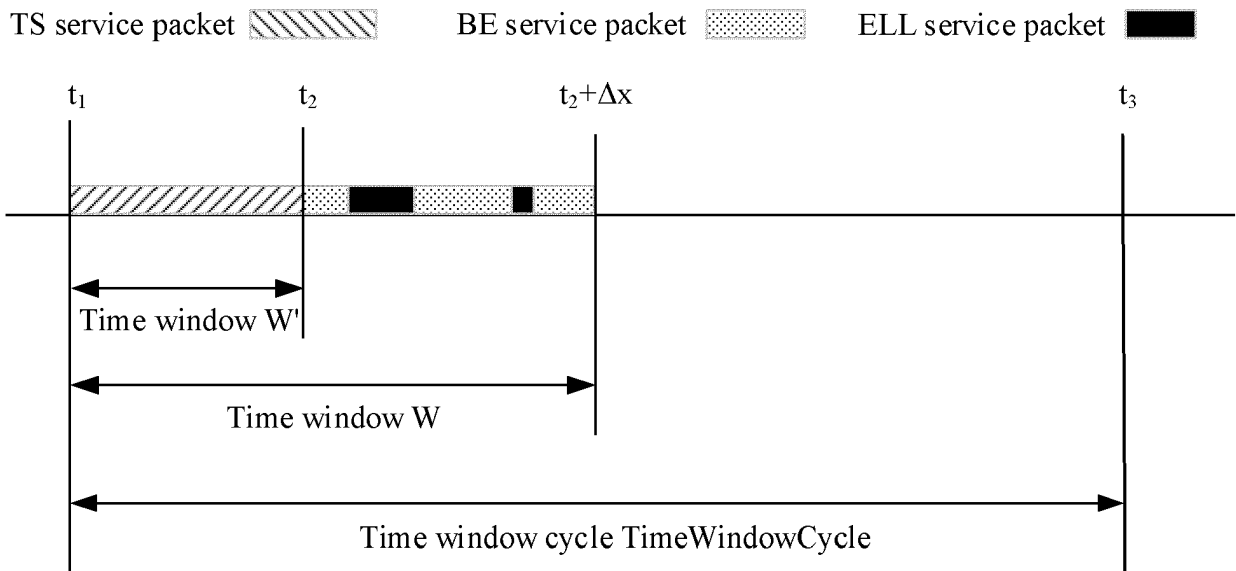 TS service packet BE service packet ELL service packet
t₁ t₂ t₂+Δx t₃
Time window W'
Time window W
Time window cycle TimeWindowCycle